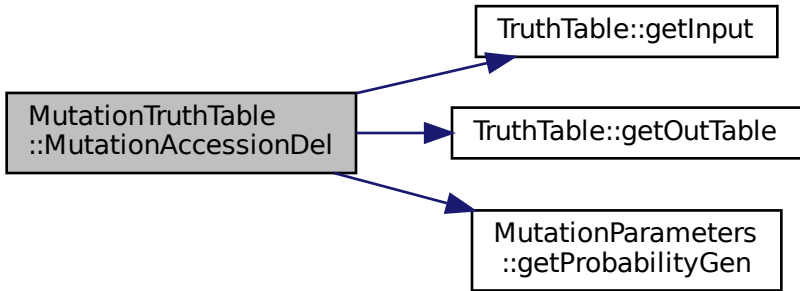 MutationTruthTable
::MutationAccessionDel
TruthTable::getInput
TruthTable::getOutTable
MutationParameters
::getProbabilityGen